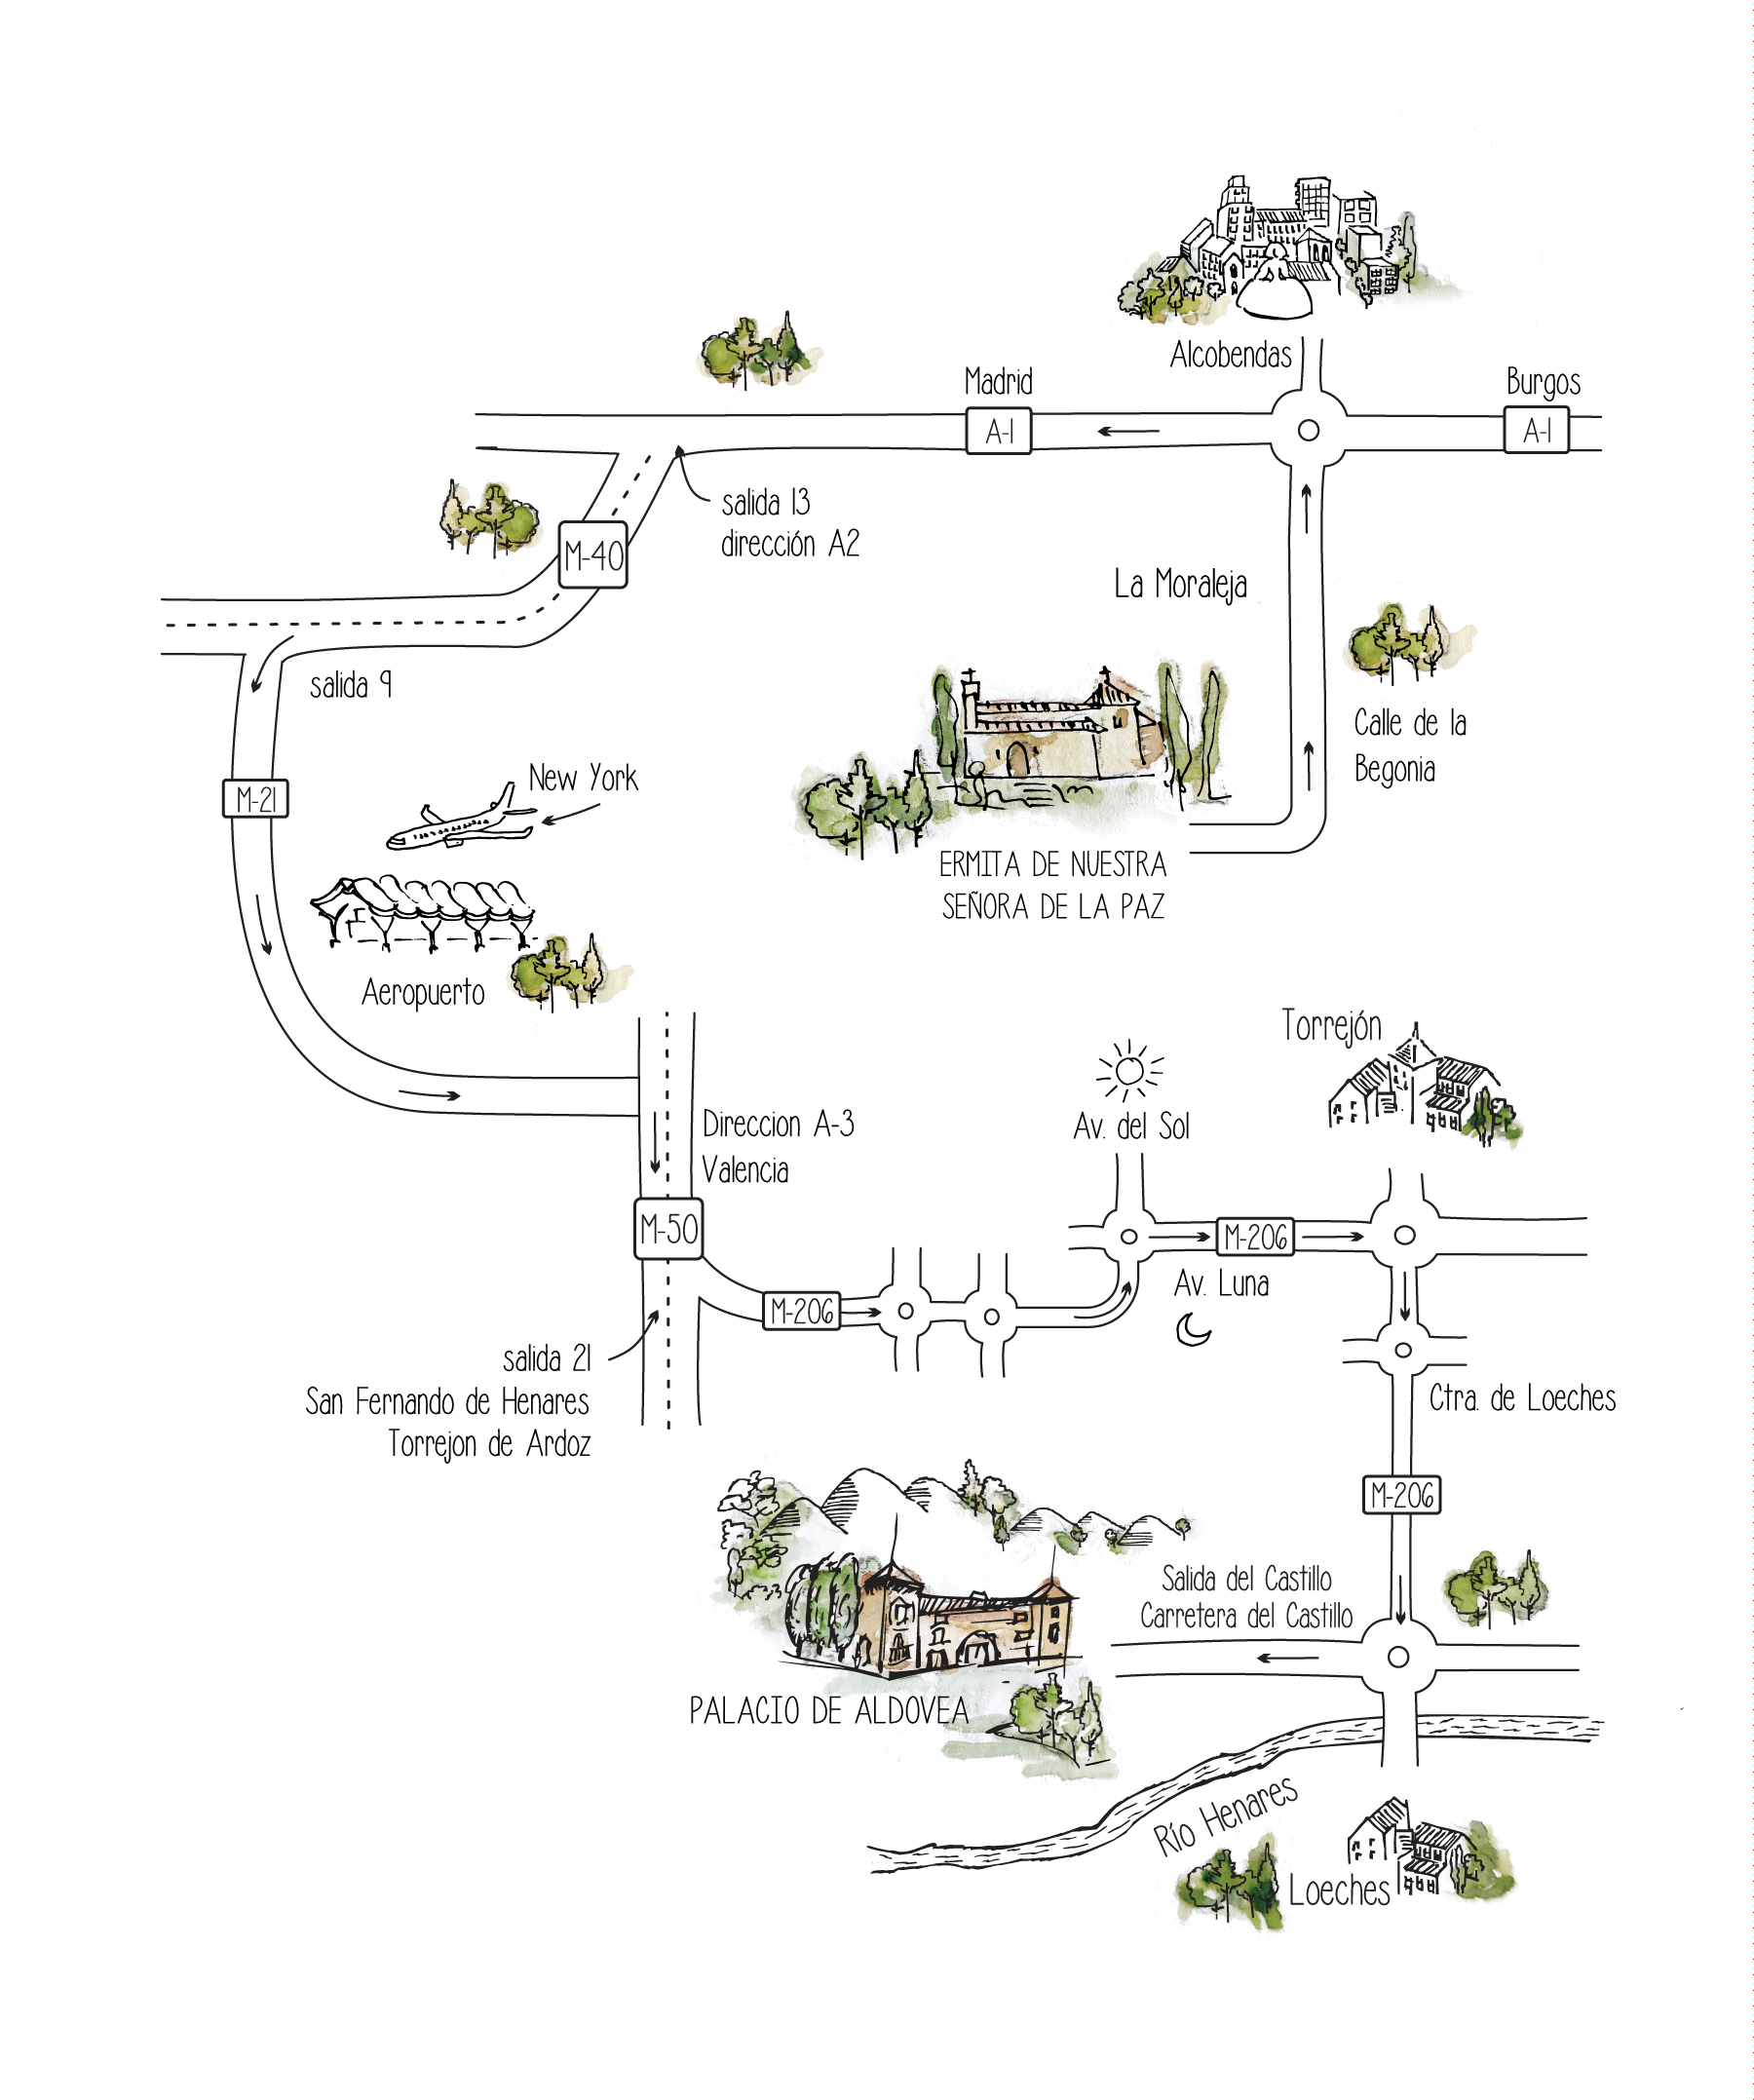 Alcobendas
Madrid
Burgos
A-1
A-1
salida 13
dirección A2
M-40
La Moraleja
salida 9
Calle de la
Begonia
M-21
New York
ERMITA DE NUESTRA
SEÑORA DE LA PAZ
Aeropuerto
Torrejón
Direccion A-3
Valencia
Av. del Sol
M-50
M-206
Av. Luna
M-206
salida 21
San Fernando de Henares
Torrejon de Ardoz
Ctra. de Loeches
M-206
Salida del Castillo
Carretera del Castillo
PALACIO DE ALDOVEA
Río Henares
Loeches